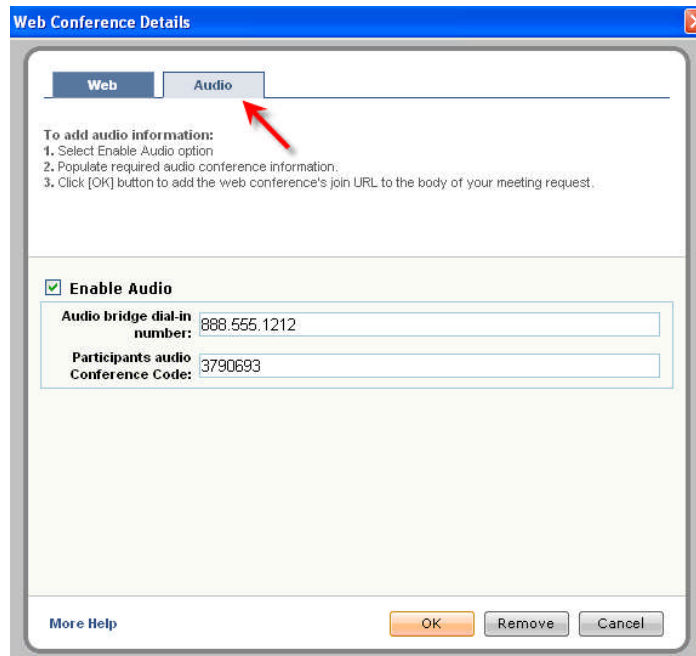 Web Conference Details
Web
Audio
To add audio information:
1. Select Enable Audio option
2. Populate required audio conference information.
3. Click [OK] button to add the web conference's join URL to the body of your meeting request.
Enable Audio
Audio bridge dial-in
number:
888.555.1212
Participants audio
Conference Code:
3790693
More Help
OK
Remove
Cancel